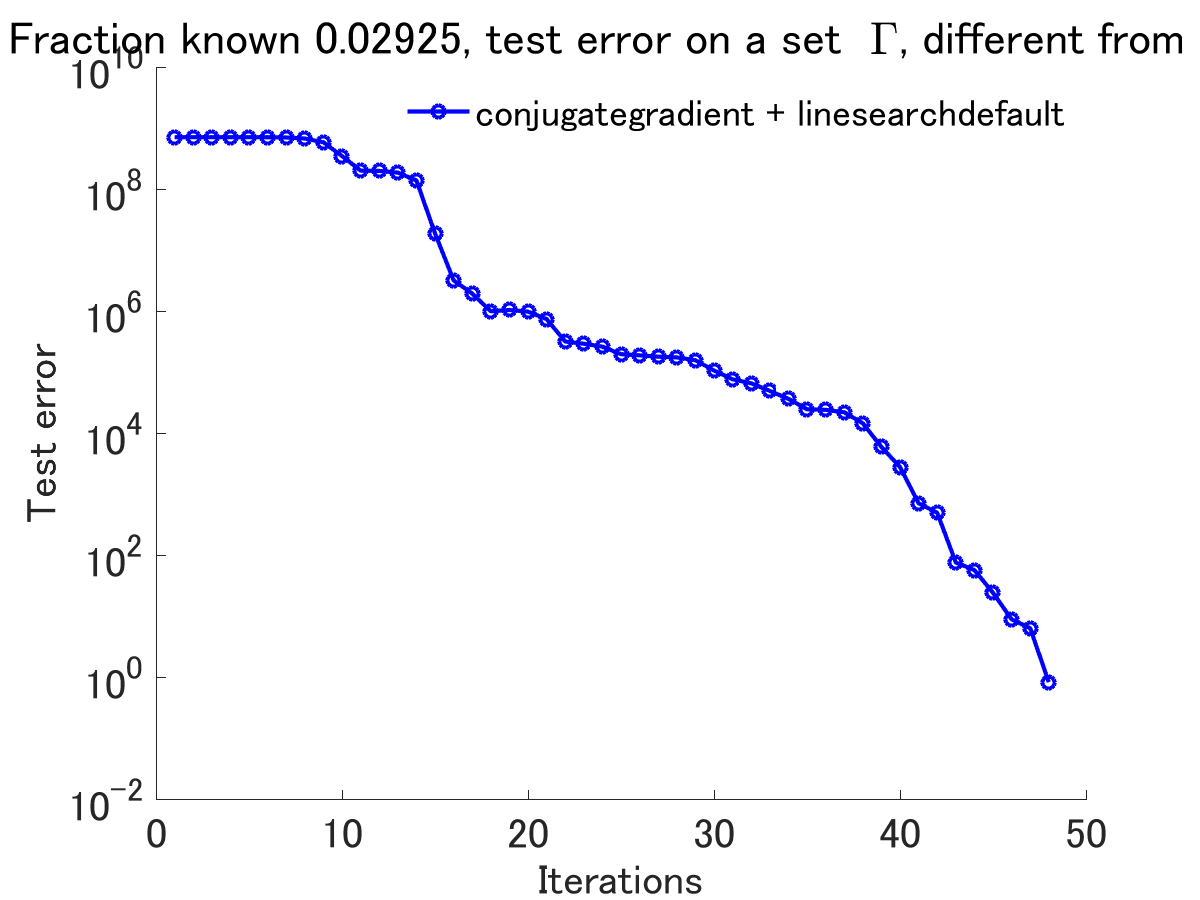 Fraction known 0.02925, test error on a set Γ, different from
10^10
conjugategradient + linesearchdefault
10^8
10^6
10^4
10^2
10^0
10^−2
Test error
0 10 20 30 40 50
Iterations